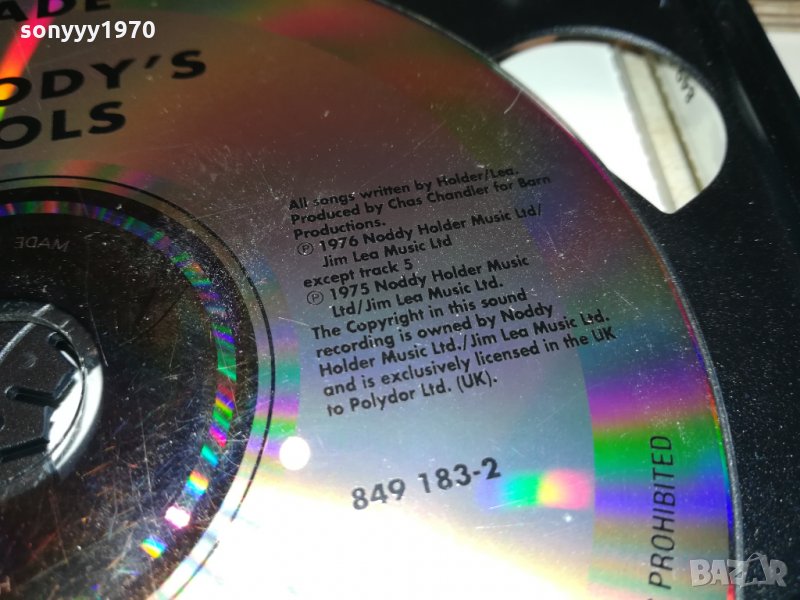 sonyyy1970
ADE
ODY'S
OLS
All songs written by Holder/Lea.
Produced by Chas Chandler for Barn
Productions.
℗ 1976 Noddy Holder Music Ltd/
Jim Lea Music Ltd
except track 5
℗ 1975 Noddy Holder Music
Ltd/Jim Lea Music Ltd.
The Copyright in this sound
recording is owned by Noddy
Holder Music Ltd./Jim Lea Music Ltd.
and is exclusively licensed in the UK
to Polydor Ltd. (UK).
849 183-2
PROHIBITED
MADE
BAZAR